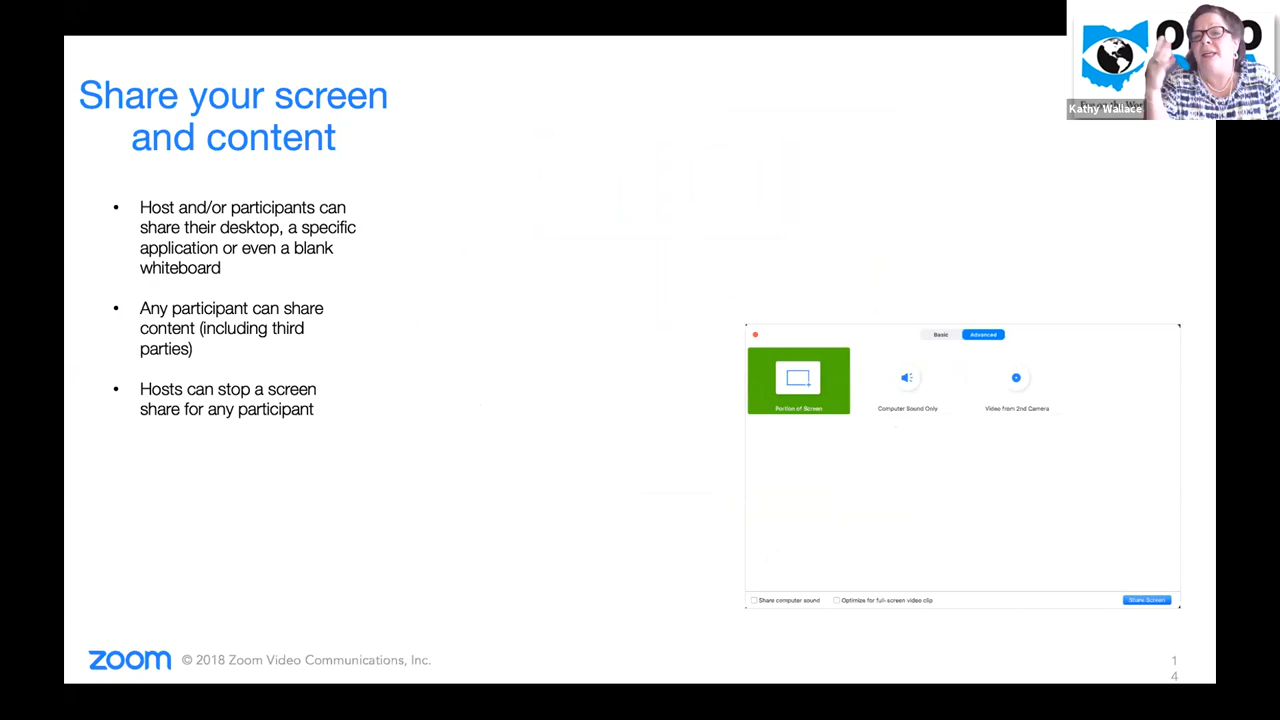 Share your screen
and content
• Host and/or participants can
share their desktop, a specific
application or even a blank
whiteboard
• Any participant can share
content (including third
parties)
• Hosts can stop a screen
share for any participant
Kathy Wallace
Basic
Advanced
Portion of Screen
Computer Sound Only
Video from 2nd Camera
Share computer sound
Optimize for full-screen video clip
Share Screen
zoom
© 2018 Zoom Video Communications, Inc.
1
4